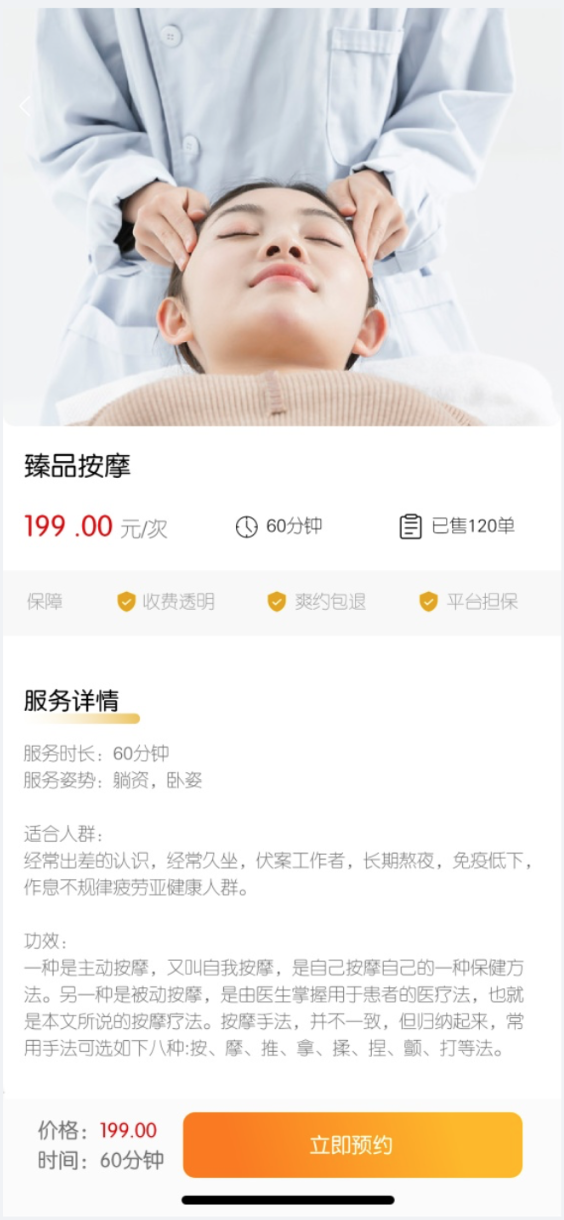 臻品按摩
199 .00 元/次
60分钟
已售120单
保障
收费透明
爽约包退
平台担保
服务详情
服务时长：60分钟
服务姿势：躺资，卧姿
适合人群：
经常出差的认识，经常久坐，伏案工作者，长期熬夜，免疫低下，
作息不规律疲劳亚健康人群。
功效：
一种是主动按摩，又叫自我按摩，是自己按摩自己的一种保健方
法。另一种是被动按摩，是由医生掌握用于患者的医疗法，也就
是本文所说的按摩疗法。按摩手法，并不一致，但归纳起来，常
用手法可选如下八种:按、摩、推、拿、揉、捏、颤、打等法。
价格：199.00
时间：60分钟
立即预约